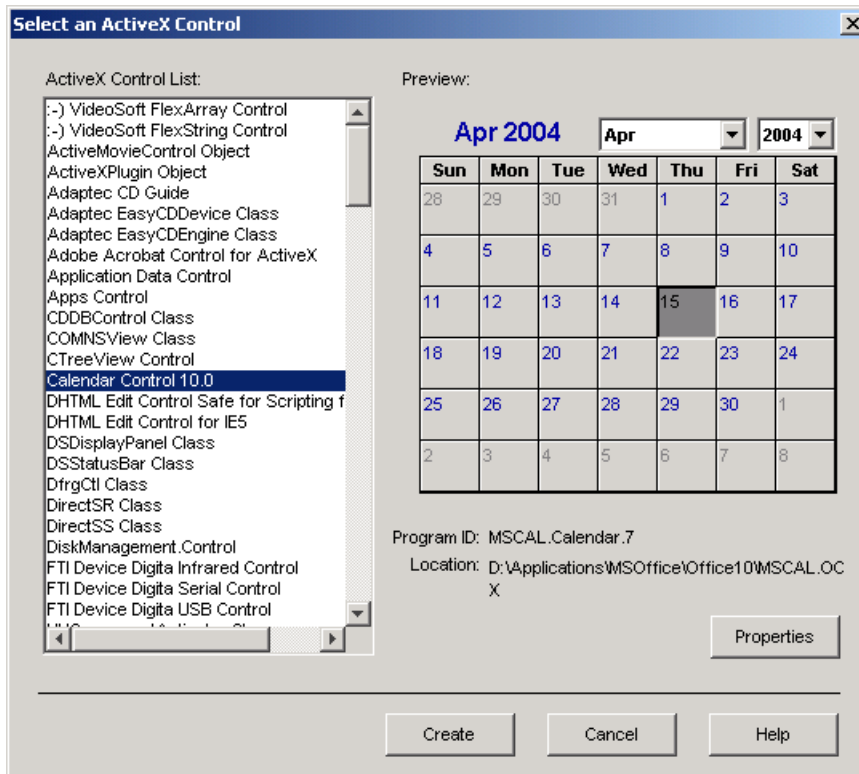 Select an ActiveX Control
ActiveX Control List:
:-) VideoSoft FlexArray Control
:-) VideoSoft FlexString Control
ActiveMovieControl Object
ActiveXPlugin Object
Adaptec CD Guide
Adaptec EasyCDDevice Class
Adaptec EasyCDEngine Class
Adobe Acrobat Control for ActiveX
Application Data Control
Apps Control
CDDBControl Class
COMNSView Class
CTreeView Control
Calendar Control 10.0
DHTML Edit Control Safe for Scripting f
DHTML Edit Control for IE5
DSDisplayPanel Class
DSStatusBar Class
DfrgCtl Class
DirectSR Class
DirectSS Class
DiskManagement.Control
FTI Device Digita Infrared Control
FTI Device Digita Serial Control
FTI Device Digita USB Control
Preview:
Apr 2004 Apr 2004
Sun Mon Tue Wed Thu Fri Sat
28 29 30 31 1 2 3
4 5 6 7 8 9 10
11 12 13 14 15 16 17
18 19 20 21 22 23 24
25 26 27 28 29 30 1
2 3 4 5 6 7 8
Program ID: MSCAL.Calendar.7
Location: D:\Applications\MSOffice\Office10\MSCAL.OC
X
Properties
Create Cancel Help